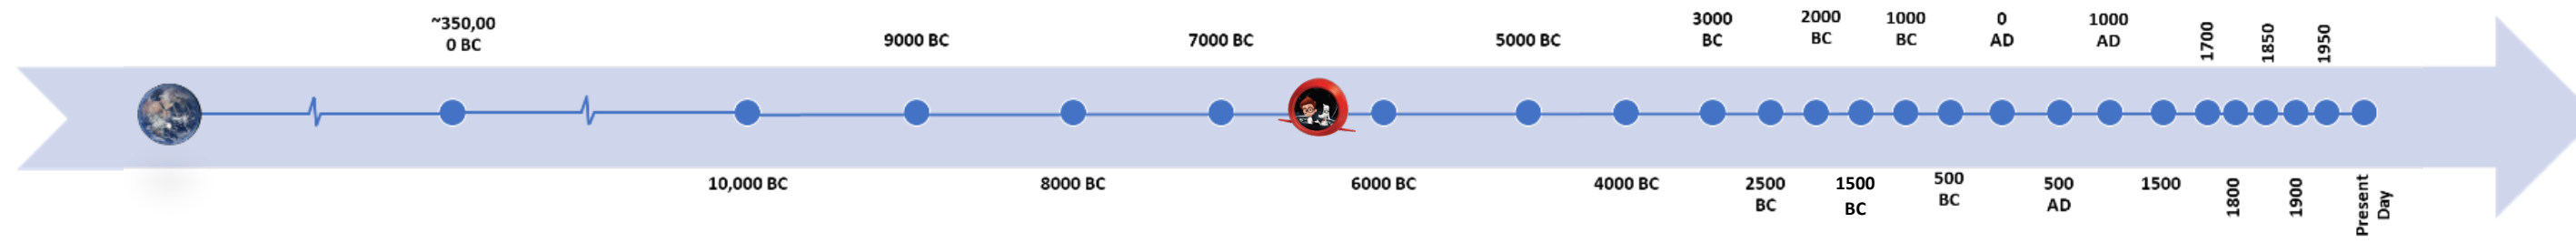 ~350,00
0 BC
9000 BC
7000 BC
5000 BC
3000
BC
2000
BC
1000
BC
0
AD
1000
AD
1700
1850
1950
10,000 BC
8000 BC
6000 BC
4000 BC
2500
BC
1500
BC
500
BC
500
AD
1500
1800
1900
Present
Day